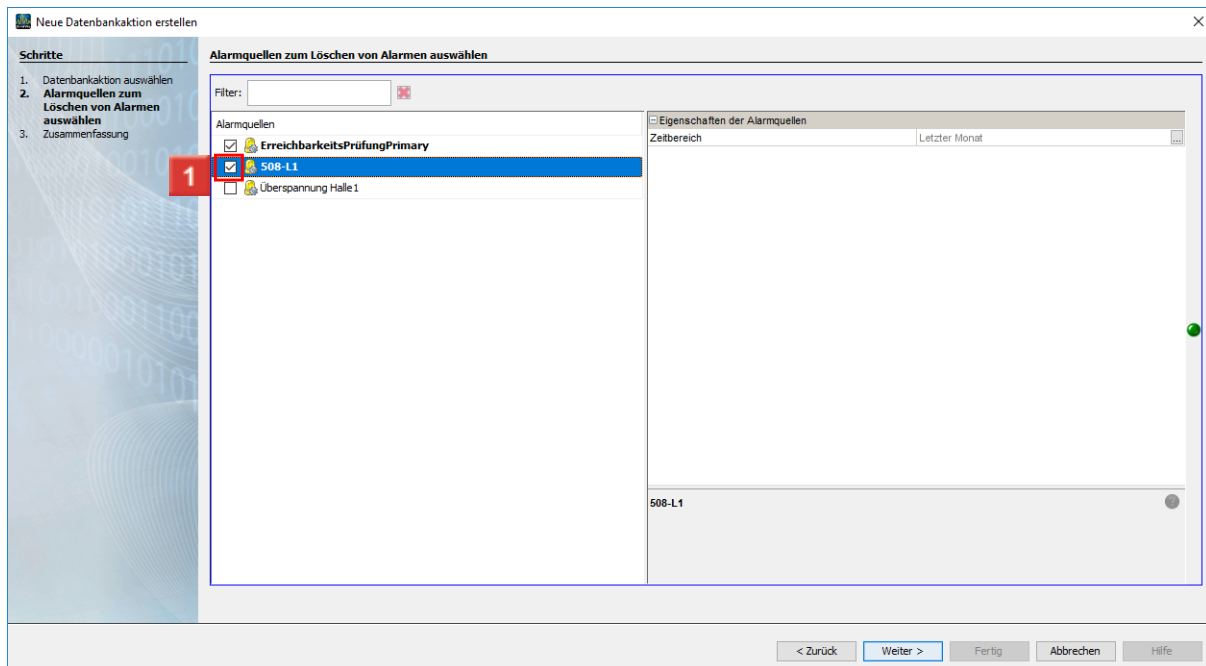 Neue Datenbankaktion erstellen
Schritte
1. Datenbankaktion auswählen
2. Alarmquellen zum
Löschen von Alarmen
auswählen
3. Zusammenfassung
Alarmquellen zum Löschen von Alarmen auswählen
Filter:
Alarmquellen
ErreichbarkeitsPrüfungPrimary
1
508-L1
Überspannung Halle1
Eigenschaften der Alarmquellen
Zeitbereich Letzter Monat ...
508-L1
< Zurück Weiter > Fertig Abbrechen Hilfe